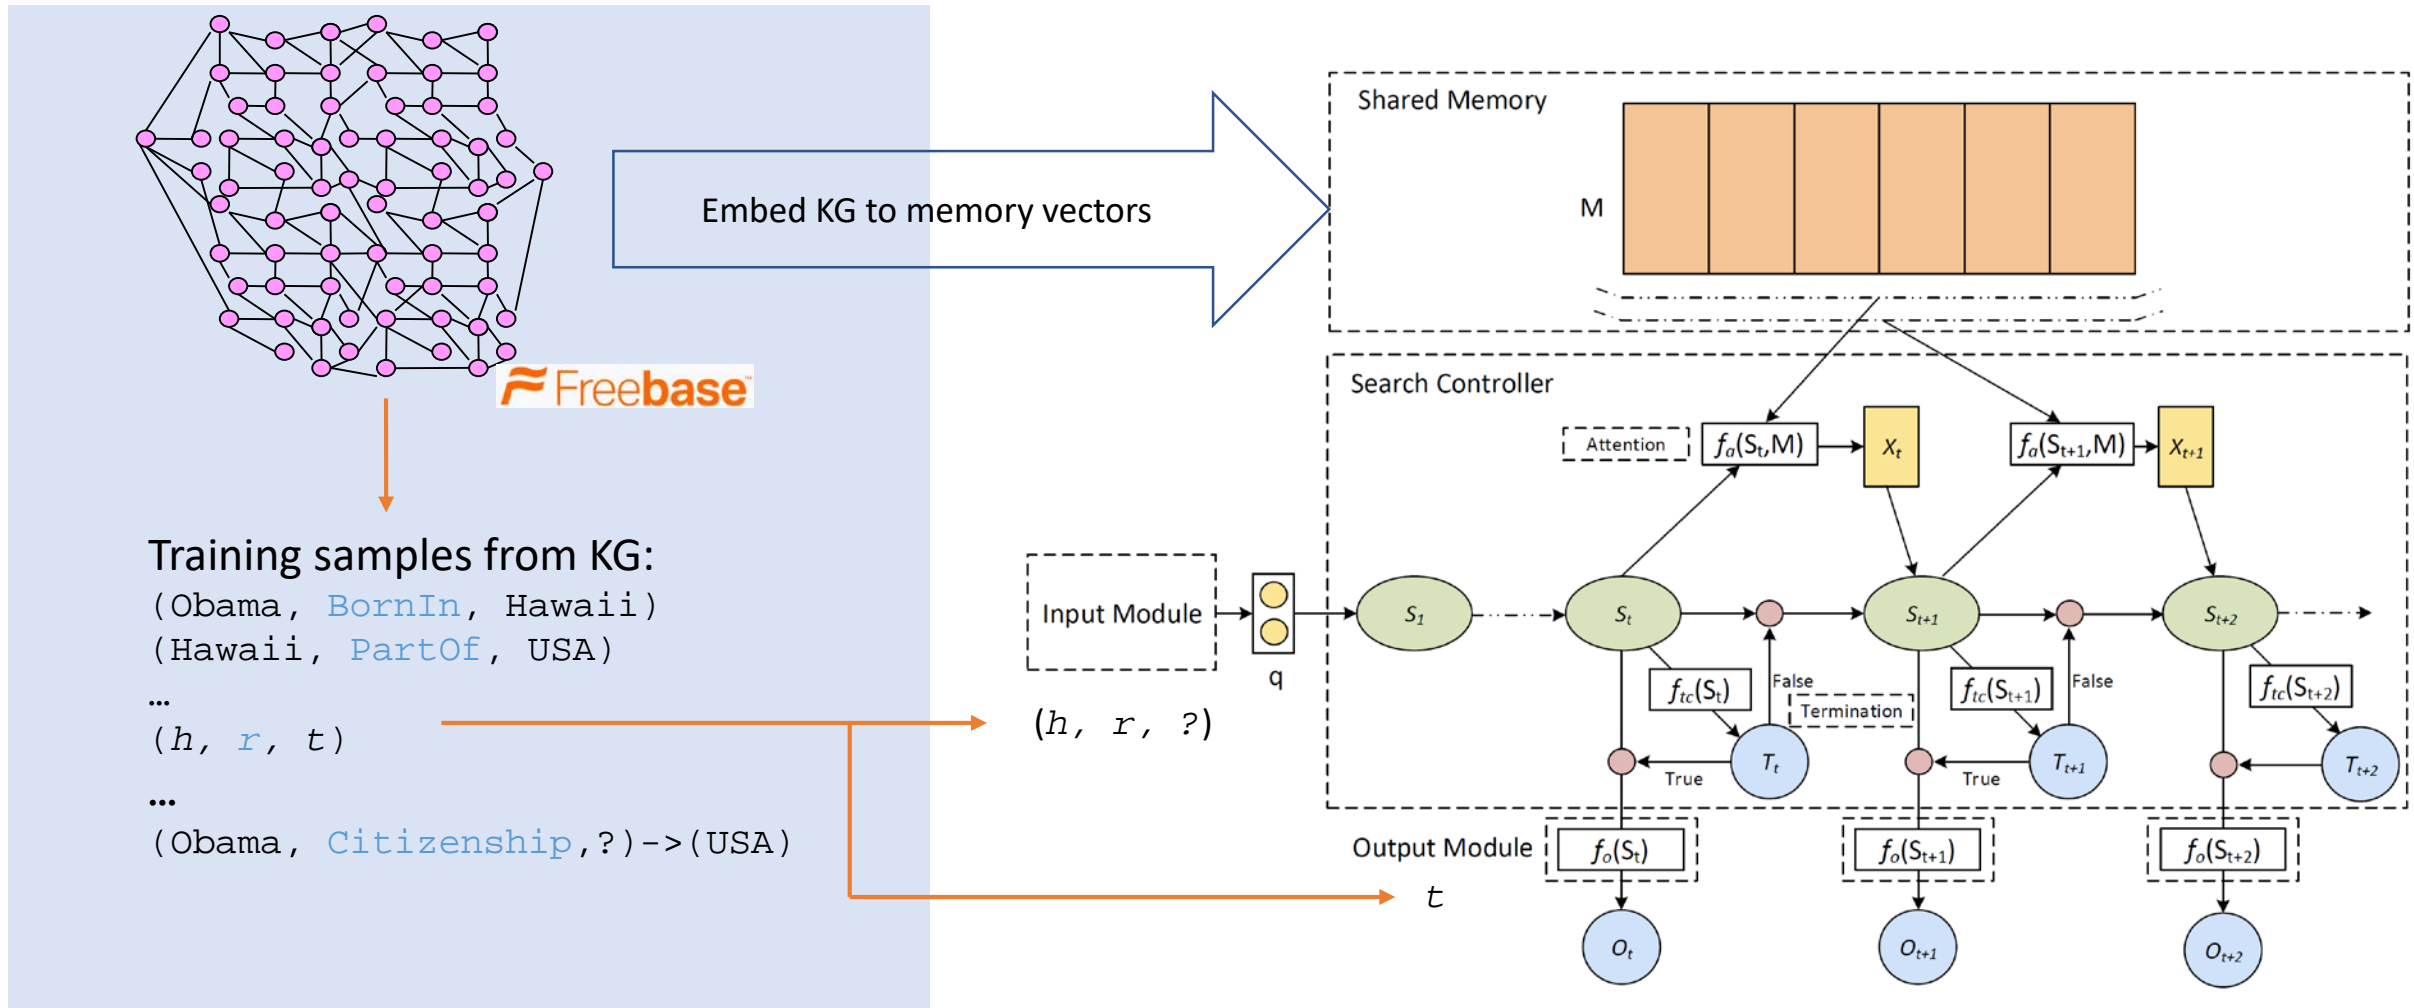 Freebase™
Training samples from KG:
(Obama, BornIn, Hawaii)
(Hawaii, PartOf, USA)
…
(h, r, t)
…
(Obama, Citizenship,?)->(USA)
Embed KG to memory vectors
Shared Memory
M
Search Controller
Attention
fa(St,M)
Xt
fa(St+1,M)
Xt+1
Input Module
q
(h, r, ?)
S1
St
St+1
St+2
ftc(St)
False
ftc(St+1)
False
ftc(St+2)
Termination
Tt
True
Tt+1
True
Tt+2
Output Module
fo(St)
fo(St+1)
fo(St+2)
t
Ot
Ot+1
Ot+2